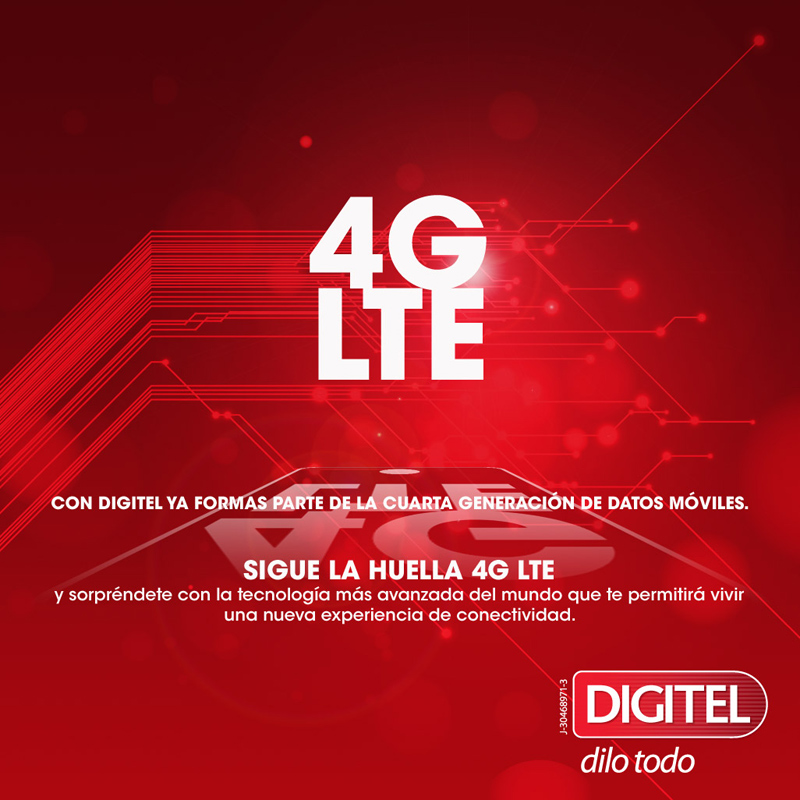 4G
LTE
CON DIGITEL YA FORMAS PARTE DE LA CUARTA GENERACIÓN DE DATOS MÓVILES.
SIGUE LA HUELLA 4G LTE
y sorpréndete con la tecnología más avanzada del mundo que te permitirá vivir
una nueva experiencia de conectividad.
J-30468971-3
DIGITEL
dilo todo